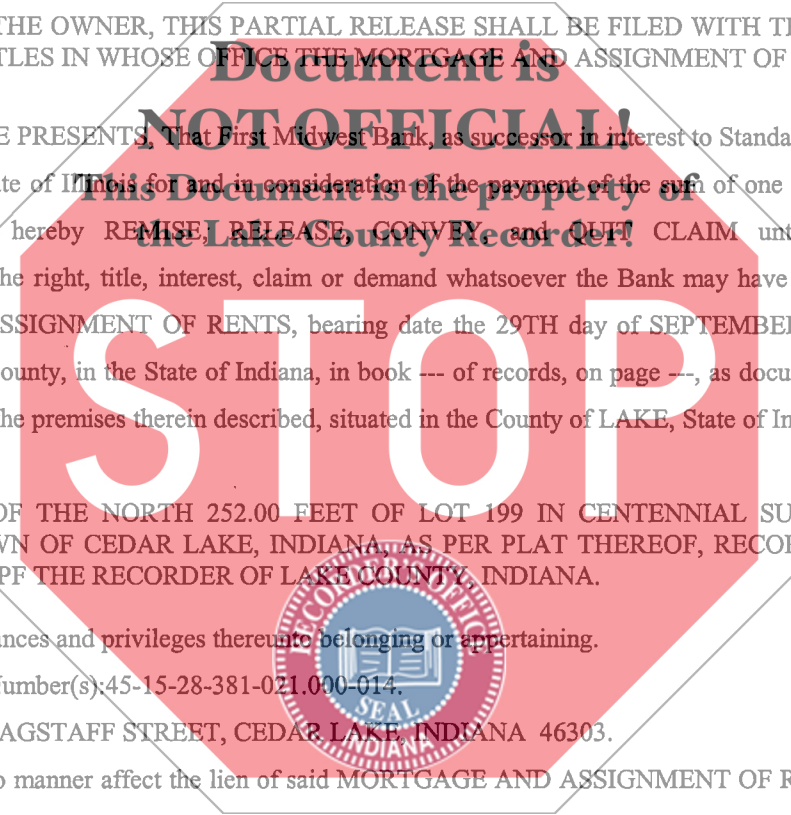 THE OWNER, THIS PARTIAL RELEASE SHALL BE FILED WITH
TLES IN WHOSE OFFICE THE MORTGAGE AND ASSIGNMENT OF
Document is
NOT OFFICIAL!
This Document is the property of
the Lake County Recorder!
E PRESENTS, That First Midwest Bank, as successor in interest to Standa
te of Illinois for and in consideration of the payment of the sum of one
hereby REMISE, RELEASE, CONVEY, and QUIT CLAIM unt
he right, title, interest, claim or demand whatsoever the Bank may have
SSIGNMENT OF RENTS, bearing date the 29TH day of SEPTEMBER
ounty, in the State of Indiana, in book --- of records, on page ---, as docu
he premises therein described, situated in the County of LAKE, State of In
STOP
OF THE NORTH 252.00 FEET OF LOT 199 IN CENTENNIAL SU
WN OF CEDAR LAKE, INDIANA, AS PER PLAT THEREOF, RECOR
PF THE RECORDER OF LAKE COUNTY, INDIANA.
nces and privileges thereunto belonging or appertaining.
umber(s):45-15-28-381-021.000-014.
AGSTAFF STREET, CEDAR LAKE, INDIANA 46303.
o manner affect the lien of said MORTGAGE AND ASSIGNMENT OF R
RECORDER'S OFFICE
SEAL
INDIANA